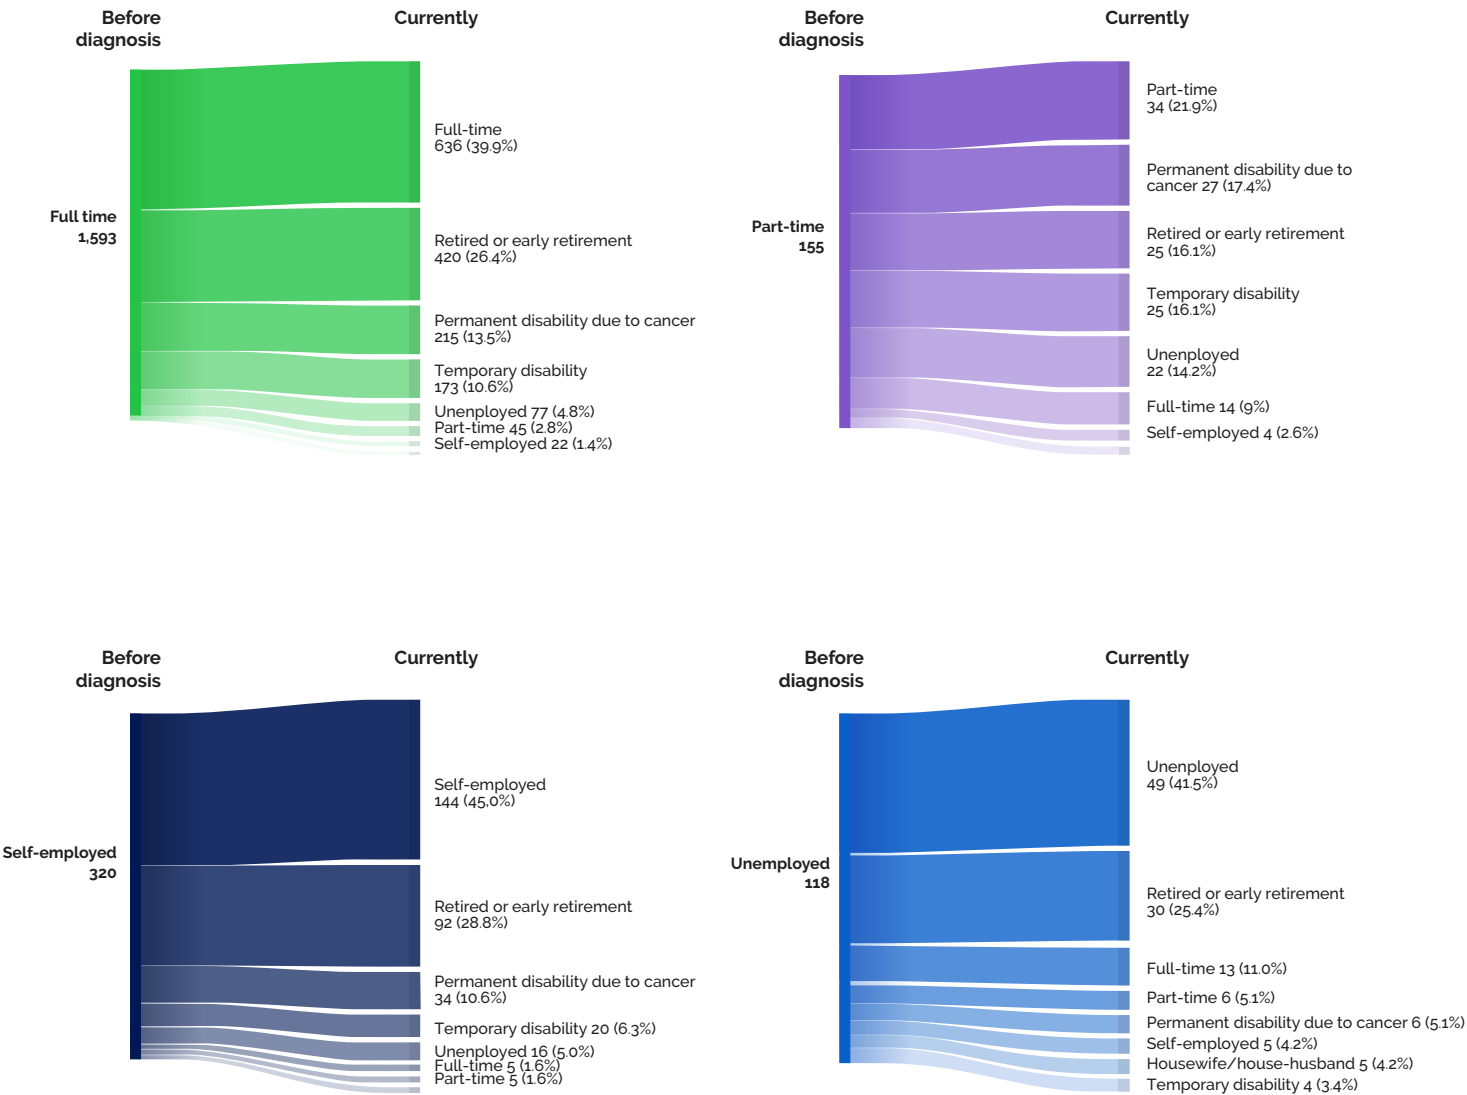 Before
diagnosis
Currently
Full time
1,593
Full-time
636 (39.9%)
Retired or early retirement
420 (26.4%)
Permanent disability due to cancer
215 (13.5%)
Temporary disability
173 (10.6%)
Unenployed 77 (4.8%)
Part-time 45 (2.8%)
Self-employed 22 (1.4%)
Before
diagnosis
Currently
Part-time
155
Part-time
34 (21.9%)
Permanent disability due to
cancer 27 (17.4%)
Retired or early retirement
25 (16.1%)
Temporary disability
25 (16.1%)
Unenployed
22 (14.2%)
Full-time 14 (9%)
Self-employed 4 (2.6%)
Before
diagnosis
Currently
Self-employed
320
Self-employed
144 (45,0%)
Retired or early retirement
92 (28.8%)
Permanent disability due to cancer
34 (10.6%)
Temporary disability 20 (6.3%)
Unenployed 16 (5.0%)
Full-time 5 (1.6%)
Part-time 5 (1.6%)
Before
diagnosis
Currently
Unemployed
118
Unenployed
49 (41.5%)
Retired or early retirement
30 (25.4%)
Full-time 13 (11.0%)
Part-time 6 (5.1%)
Permanent disability due to cancer 6 (5.1%)
Self-employed 5 (4.2%)
Housewife/house-husband 5 (4.2%)
Temporary disability 4 (3.4%)